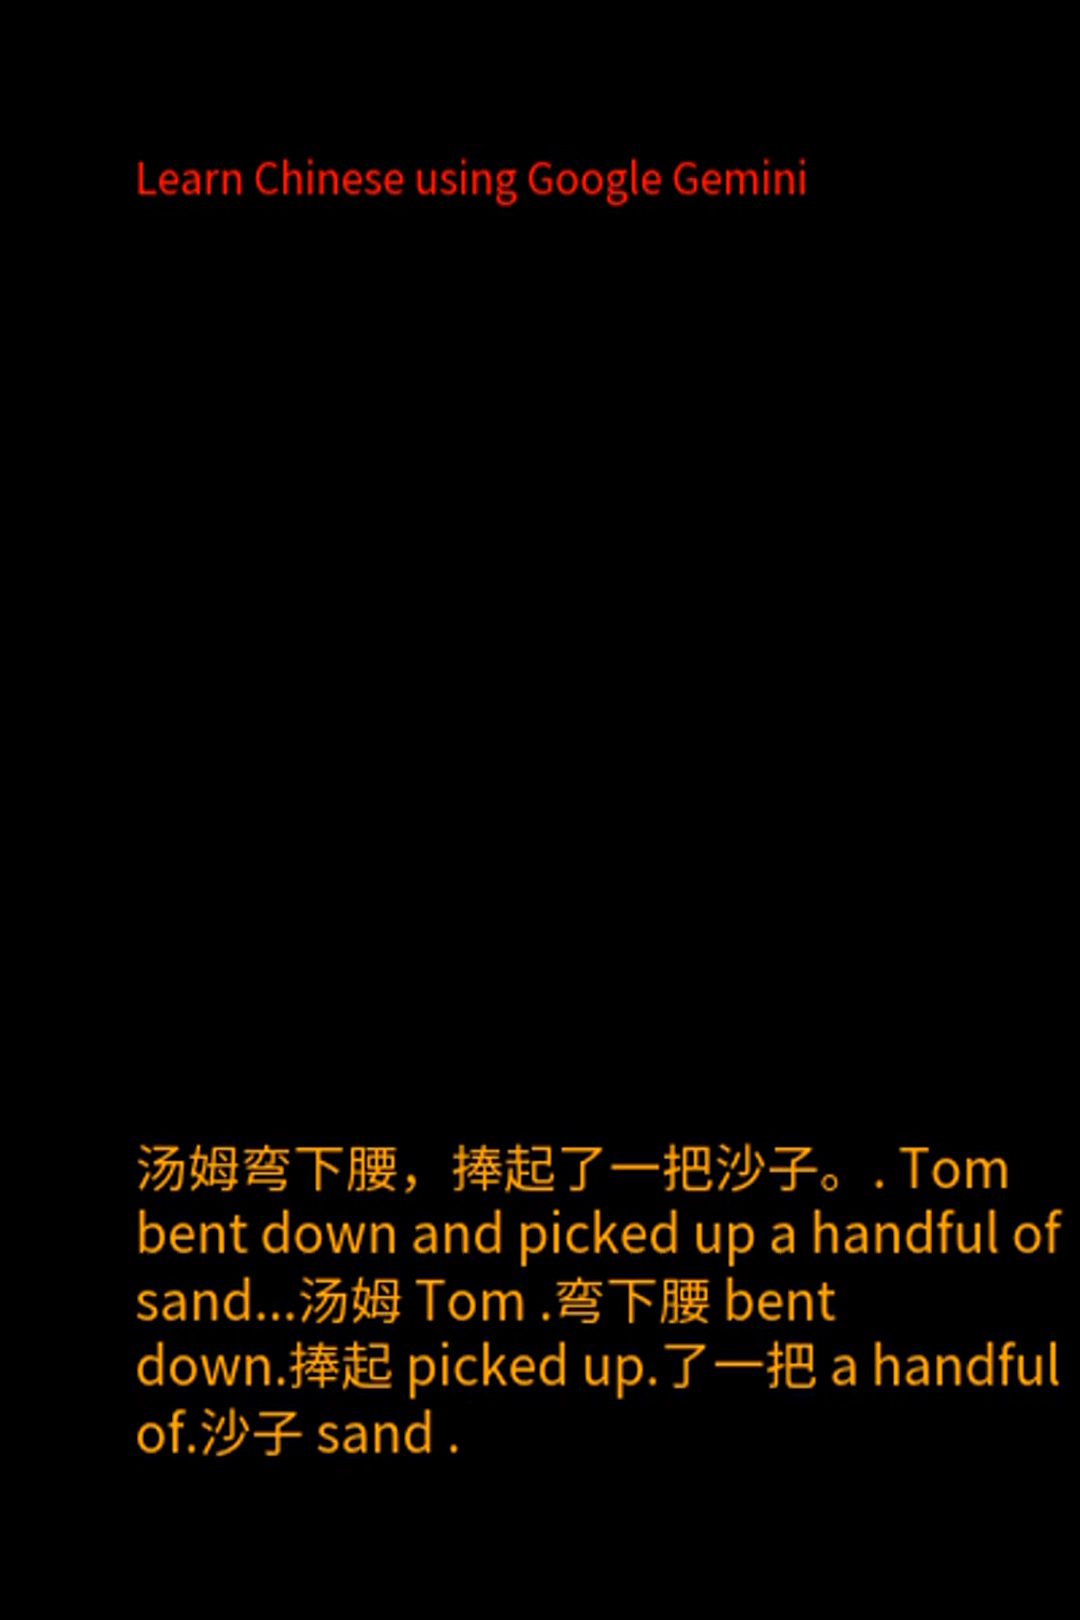 Learn Chinese using Google Gemini
汤姆弯下腰，捧起了一把沙子。. Tom
bent down and picked up a handful of
sand...汤姆 Tom .弯下腰 bent
down.捧起 picked up.了一把 a handful
of.沙子 sand .